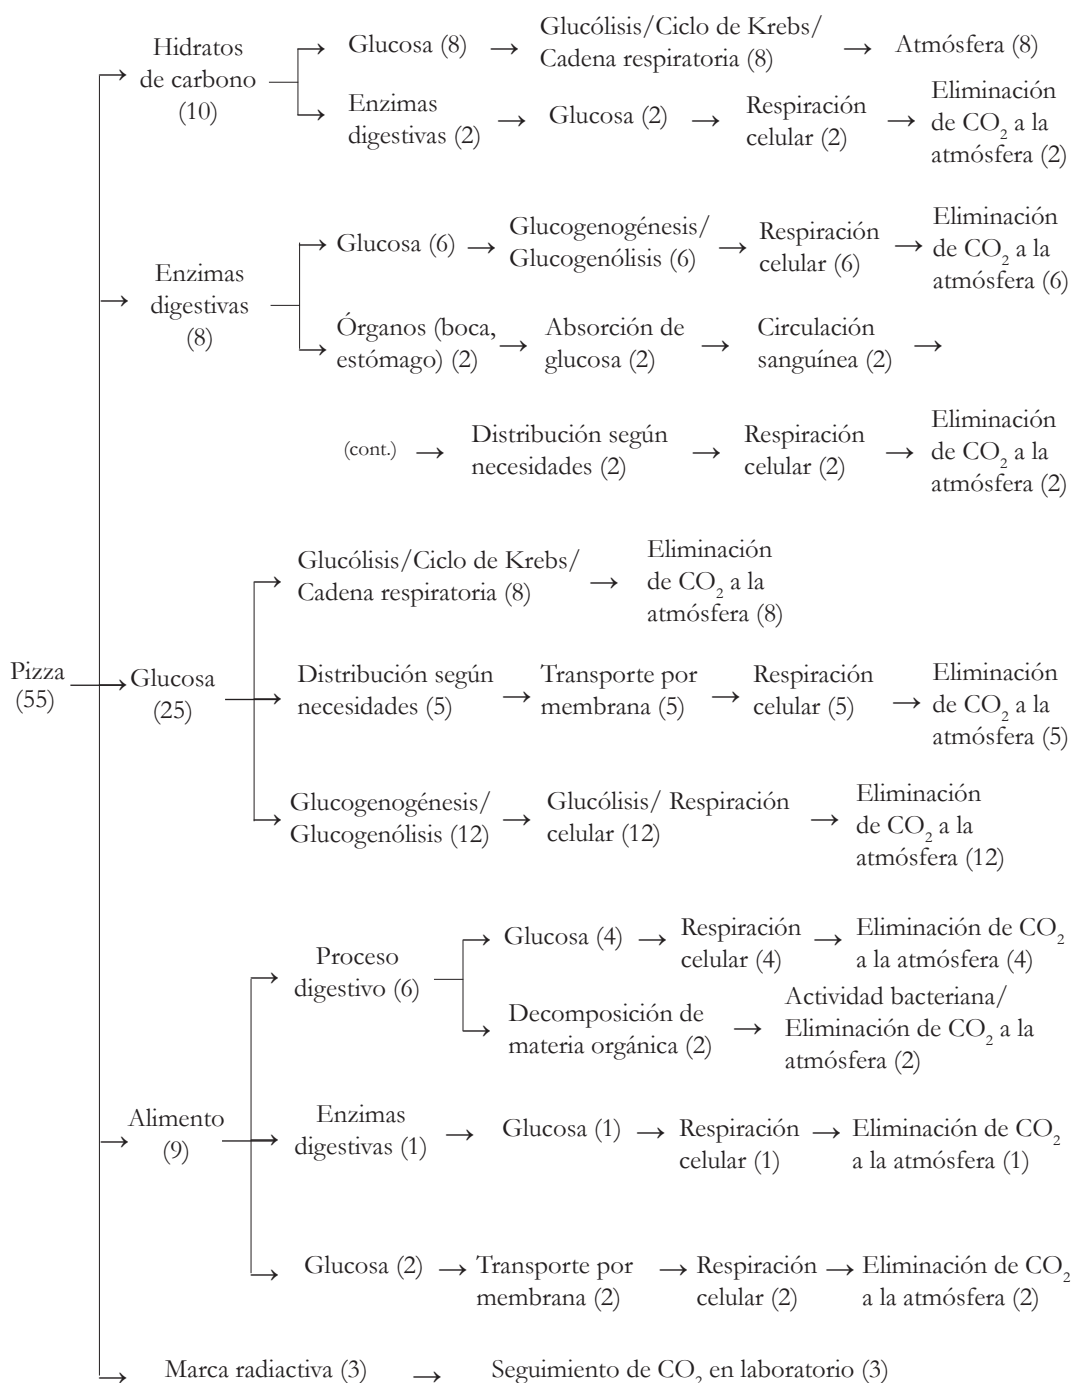 Hidratos
de carbono
(10)
Glucosa (8)
Glucólisis/Ciclo de Krebs/
Cadena respiratoria (8)
Atmósfera (8)
Enzimas
digestivas (2)
Glucosa (2)
Respiración
celular (2)
Eliminación
de CO₂ a la
atmósfera (2)
Enzimas
digestivas
(8)
Glucosa (6)
Glucogenogénesis/
Glucogenólisis (6)
Respiración
celular (6)
Eliminación
de CO₂ a la
atmósfera (6)
Órganos (boca,
estómago) (2)
Absorción de
glucosa (2)
Circulación
sanguínea (2)
(cont.)
Distribución según
necesidades (2)
Respiración
celular (2)
Eliminación
de CO₂ a la
atmósfera (2)
Pizza
(55)
Glucosa
(25)
Glucólisis/Ciclo de Krebs/
Cadena respiratoria (8)
Eliminación
de CO₂ a la
atmósfera (8)
Distribución según
necesidades (5)
Transporte por
membrana (5)
Respiración
celular (5)
Eliminación
de CO₂ a la
atmósfera (5)
Glucogenogénesis/
Glucogenólisis (12)
Glucólisis/ Respiración
celular (12)
Eliminación
de CO₂ a la
atmósfera (12)
Alimento
(9)
Proceso
digestivo (6)
Glucosa (4)
Respiración
celular (4)
Eliminación de CO₂
a la atmósfera (4)
Decomposición de
materia orgánica (2)
Actividad bacteriana/
Eliminación de CO₂ a la
atmósfera (2)
Enzimas
digestivas (1)
Glucosa (1)
Respiración
celular (1)
Eliminación de CO₂
a la atmósfera (1)
Glucosa (2)
Transporte por
membrana (2)
Respiración
celular (2)
Eliminación de CO₂
a la atmósfera (2)
Marca radiactiva (3)
Seguimiento de CO₂ en laboratorio (3)